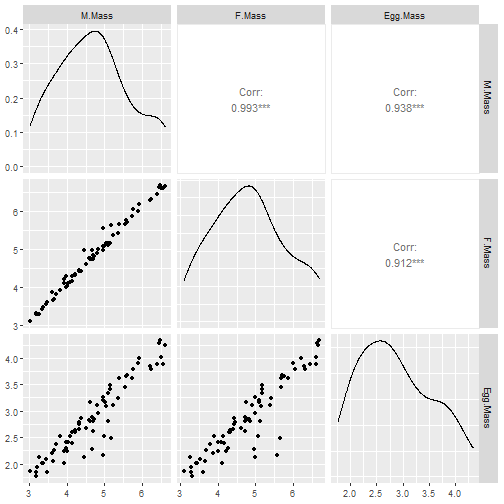 M.Mass F.Mass Egg.Mass
0.4
0.3
0.2
0.1
0.0
Corr:
0.993***
Corr:
0.938***
M.Mass
6
5
4
3
Corr:
0.912***
F.Mass
4.0
3.5
3.0
2.5
2.0
Egg.Mass
3 4 5 6 3 4 5 6 2.0 2.5 3.0 3.5 4.0